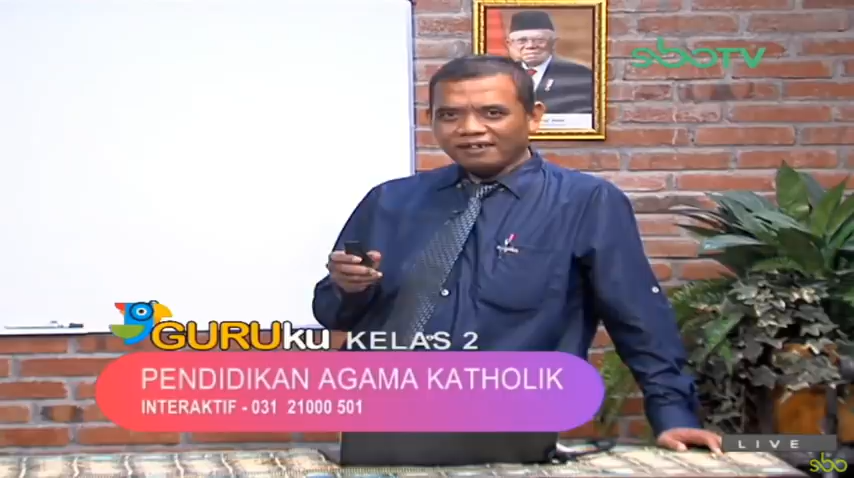 sboTV
GURUku KELAS 2
PENDIDIKAN AGAMA KATHOLIK
INTERAKTIF - 031 21000 501
LIVE
sbo